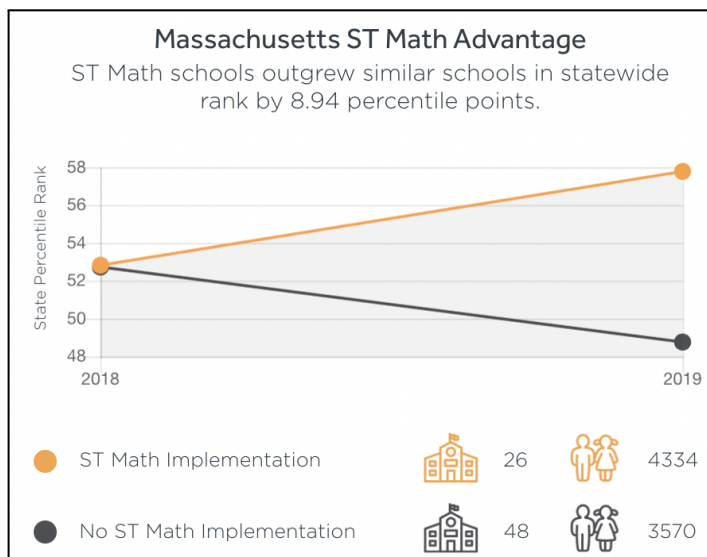 Massachusetts ST Math Advantage
ST Math schools outgrew similar schools in statewide
rank by 8.94 percentile points.
State Percentile Rank
58
56
54
52
50
48
2018
2019
ST Math Implementation 26 4334
No ST Math Implementation 48 3570